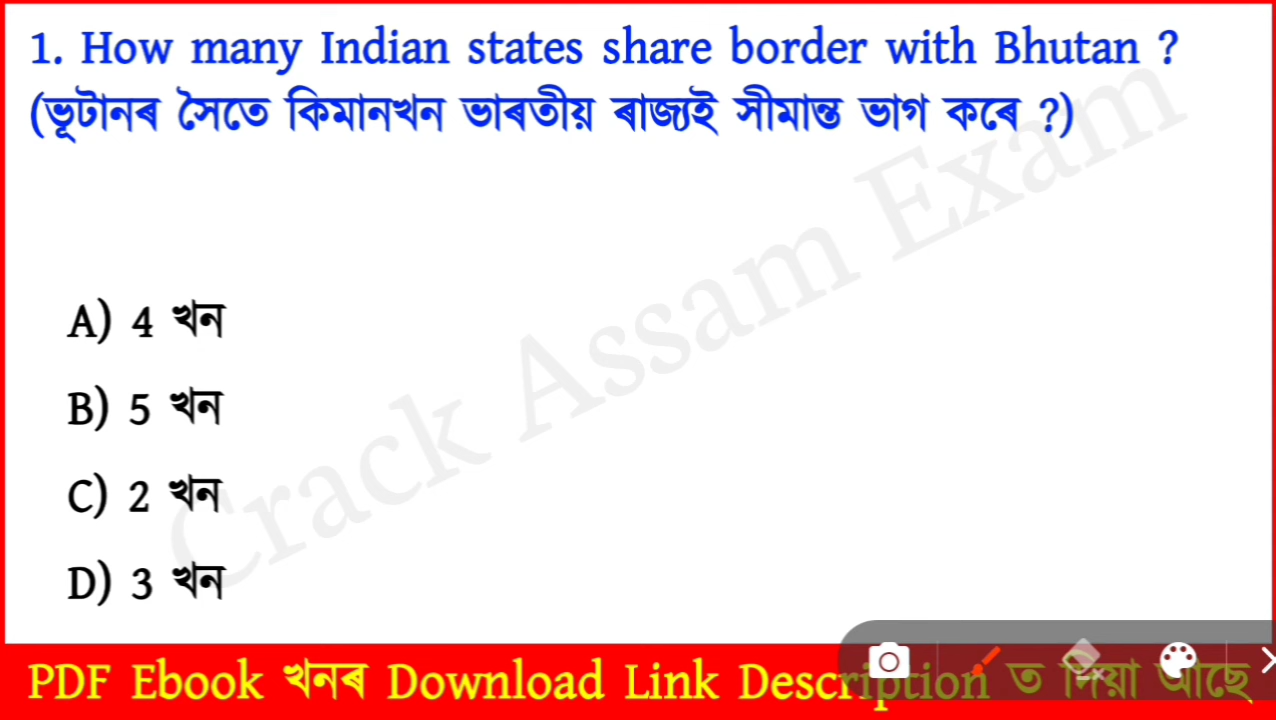 1. How many Indian states share border with Bhutan ?
(ভূটানৰ সৈতে কিমানখন ভাৰতীয় ৰাজ্যই সীমান্ত ভাগ কৰে ?)
A) 4 খন
B) 5 খন
C) 2 খন
D) 3 খন
Crack Assam Exam
PDF Ebook খনৰ Download Link Description ত দিয়া আছে